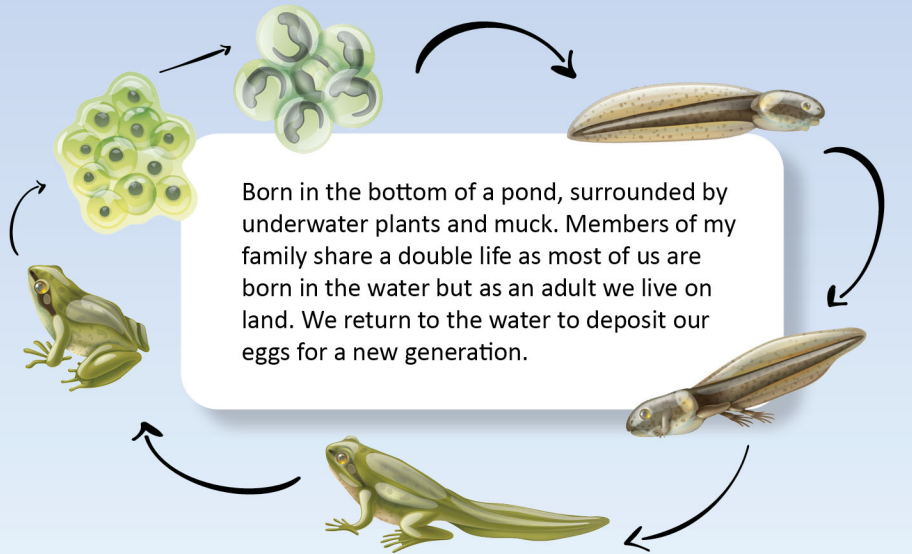 Born in the bottom of a pond, surrounded by
underwater plants and muck. Members of my
family share a double life as most of us are
born in the water but as an adult we live on
land. We return to the water to deposit our
eggs for a new generation.